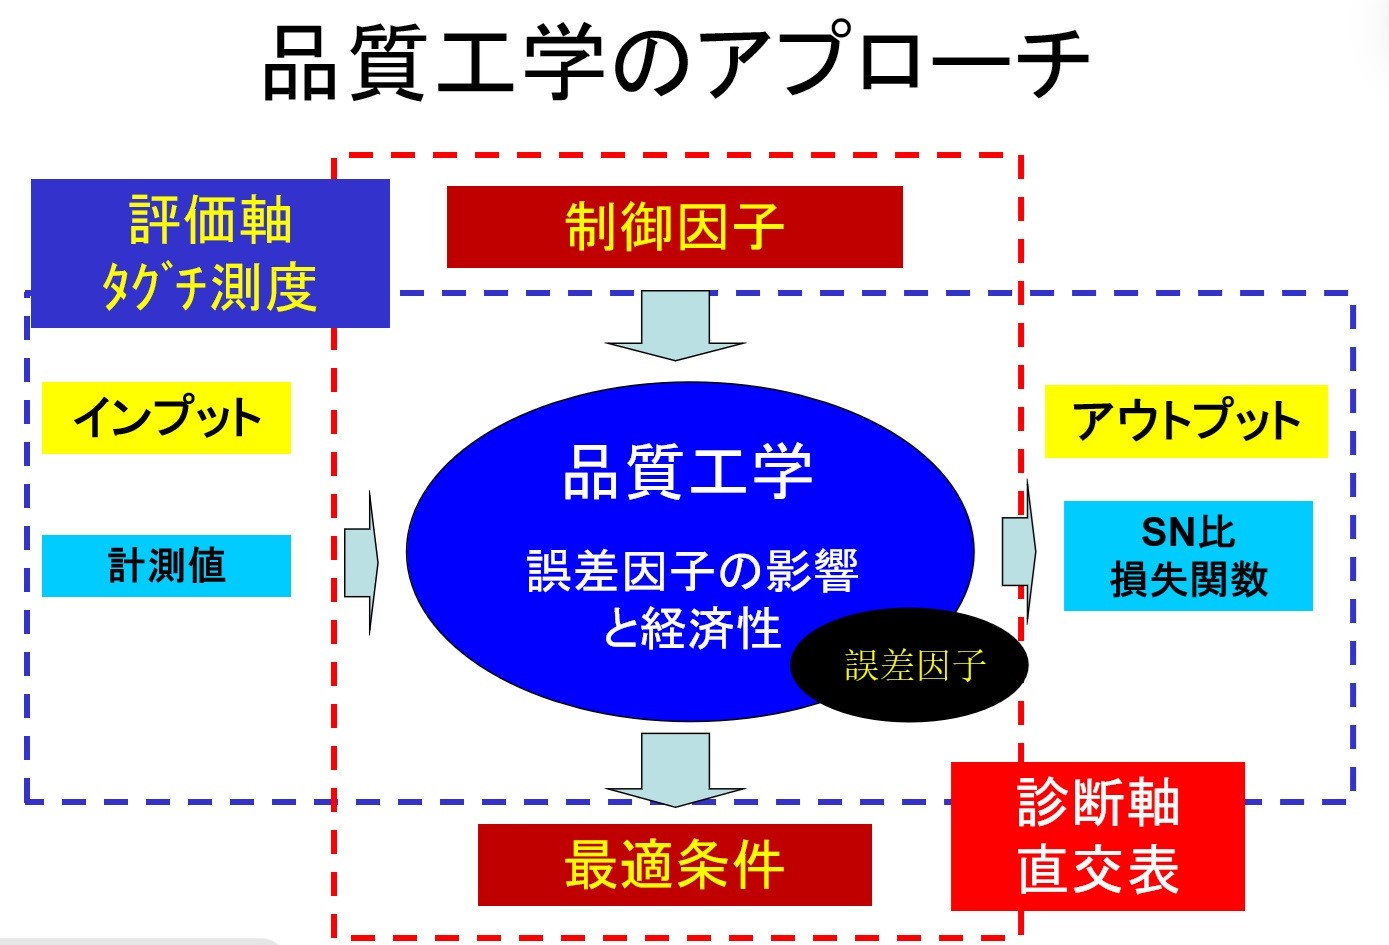 品質工学のアプローチ
評価軸
ﾀｸﾞﾁ測度
制御因子
インプット
計測値
品質工学
誤差因子の影響
と経済性
誤差因子
アウトプット
SN比
損失関数
最適条件
診断軸
直交表